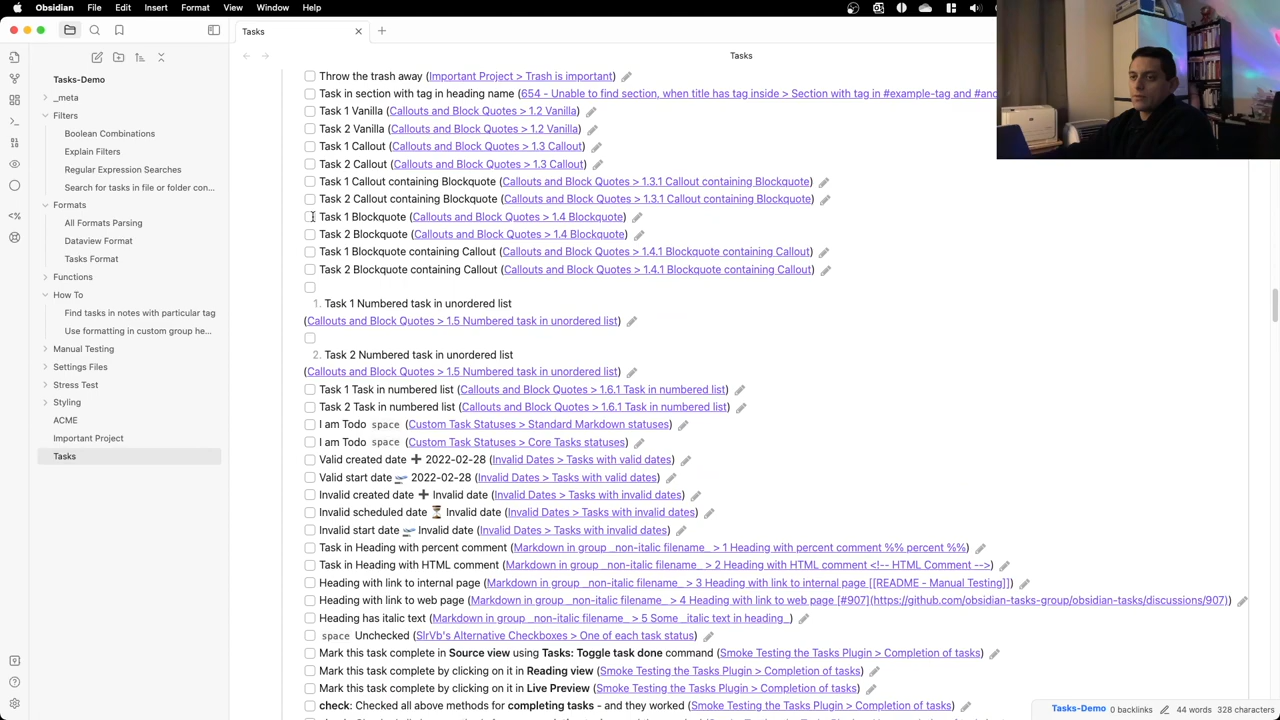 Obsidian File Edit Insert Format View Window Help
Tasks
Tasks
Tasks-Demo
_meta
Filters
Boolean Combinations
Explain Filters
Regular Expression Searches
Search for tasks in file or folder con...
Formats
All Formats Parsing
Dataview Format
Tasks Format
Functions
How To
Find tasks in notes with particular tag
Use formatting in custom group he...
Manual Testing
Settings Files
Stress Test
Styling
ACME
Important Project
Tasks
Throw the trash away (Important Project > Trash is important)
Task in section with tag in heading name (654 - Unable to find section, when title has tag inside > Section with tag in #example-tag and #ano
Task 1 Vanilla (Callouts and Block Quotes > 1.2 Vanilla)
Task 2 Vanilla (Callouts and Block Quotes > 1.2 Vanilla)
Task 1 Callout (Callouts and Block Quotes > 1.3 Callout)
Task 2 Callout (Callouts and Block Quotes > 1.3 Callout)
Task 1 Callout containing Blockquote (Callouts and Block Quotes > 1.3.1 Callout containing Blockquote)
Task 2 Callout containing Blockquote (Callouts and Block Quotes > 1.3.1 Callout containing Blockquote)
Task 1 Blockquote (Callouts and Block Quotes > 1.4 Blockquote)
Task 2 Blockquote (Callouts and Block Quotes > 1.4 Blockquote)
Task 1 Blockquote containing Callout (Callouts and Block Quotes > 1.4.1 Blockquote containing Callout)
Task 2 Blockquote containing Callout (Callouts and Block Quotes > 1.4.1 Blockquote containing Callout)
1. Task 1 Numbered task in unordered list
(Callouts and Block Quotes > 1.5 Numbered task in unordered list)
2. Task 2 Numbered task in unordered list
(Callouts and Block Quotes > 1.5 Numbered task in unordered list)
Task 1 Task in numbered list (Callouts and Block Quotes > 1.6.1 Task in numbered list)
Task 2 Task in numbered list (Callouts and Block Quotes > 1.6.1 Task in numbered list)
I am Todo space (Custom Task Statuses > Standard Markdown statuses)
I am Todo space (Custom Task Statuses > Core Tasks statuses)
Valid created date ➕ 2022-02-28 (Invalid Dates > Tasks with valid dates)
Valid start date 🛫 2022-02-28 (Invalid Dates > Tasks with valid dates)
Invalid created date ➕ Invalid date (Invalid Dates > Tasks with invalid dates)
Invalid scheduled date ⏳ Invalid date (Invalid Dates > Tasks with invalid dates)
Invalid start date 🛫 Invalid date (Invalid Dates > Tasks with invalid dates)
Task in Heading with percent comment (Markdown in group _non-italic filename_ > 1 Heading with percent comment %% percent %%)
Task in Heading with HTML comment (Markdown in group _non-italic filename_ > 2 Heading with HTML comment <!-- HTML Comment -->)
Heading with link to internal page (Markdown in group _non-italic filename_ > 3 Heading with link to internal page [[README - Manual Testing]])
Heading with link to web page (Markdown in group _non-italic filename_ > 4 Heading with link to web page [#907](https://github.com/obsidian-tasks-group/obsidian-tasks/discussions/907))
Heading has italic text (Markdown in group _non-italic filename_ > 5 Some _italic text in heading_)
space Unchecked (SlrVb's Alternative Checkboxes > One of each task status)
Mark this task complete in Source view using Tasks: Toggle task done command (Smoke Testing the Tasks Plugin > Completion of tasks)
Mark this task complete by clicking on it in Reading view (Smoke Testing the Tasks Plugin > Completion of tasks)
Mark this task complete by clicking on it in Live Preview (Smoke Testing the Tasks Plugin > Completion of tasks)
check: Checked all above methods for completing tasks - and they worked (Smoke Testing the Tasks Plugin > Completion of tasks)
Tasks-Demo 0 backlinks 44 words 328 characters